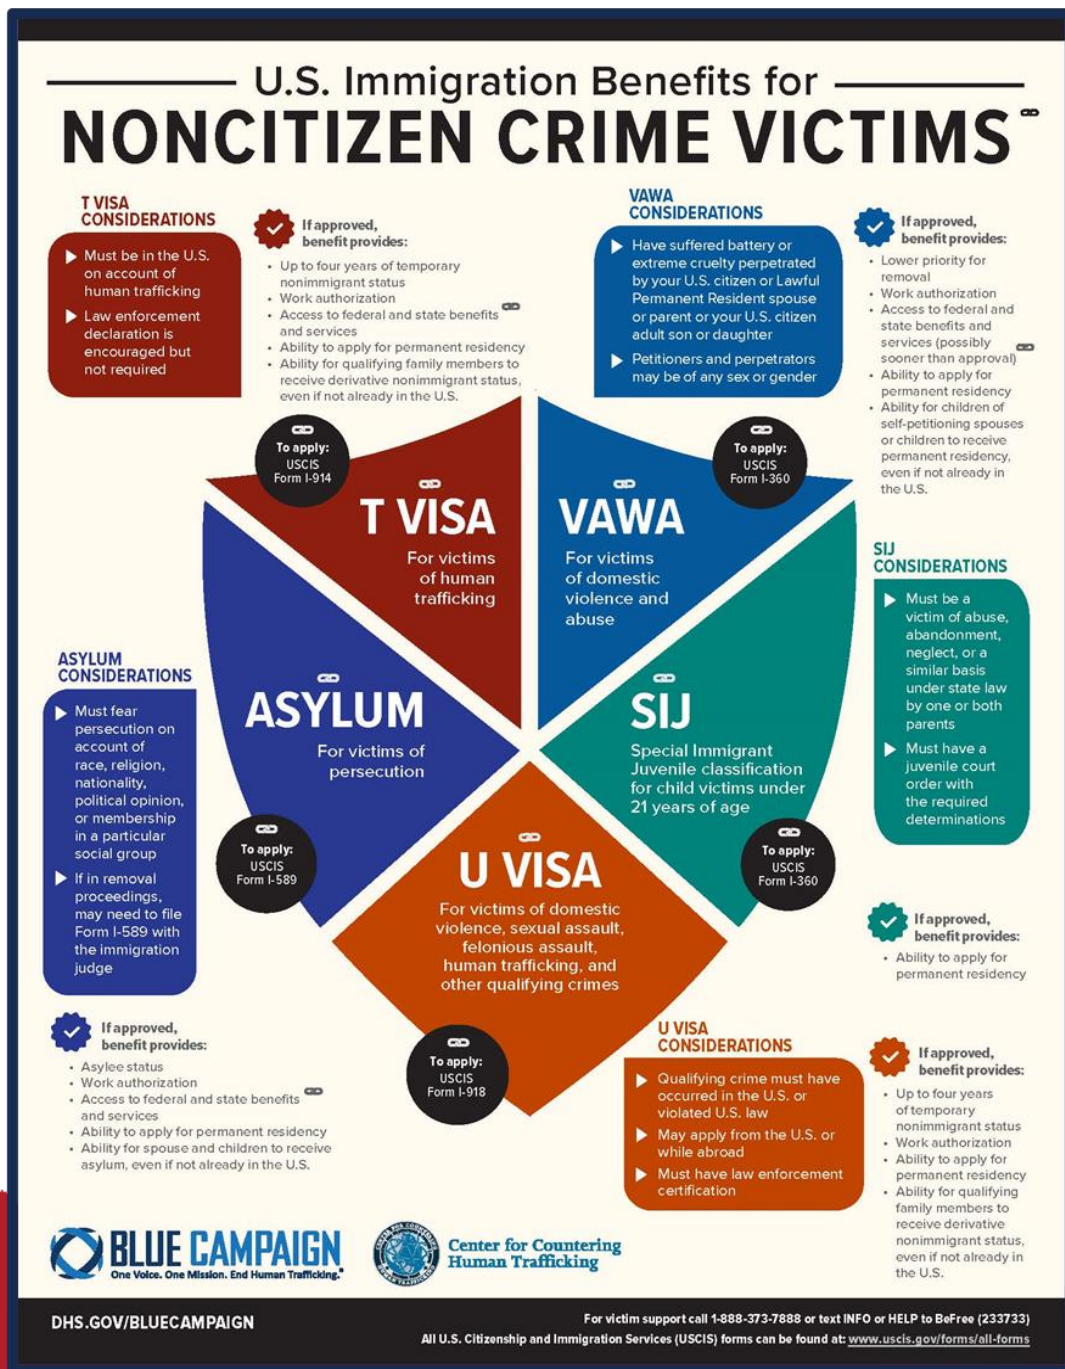 U.S. Immigration Benefits for
NONCITIZEN CRIME VICTIMS
T VISA
CONSIDERATIONS
Must be in the U.S.
on account of
human trafficking
Law enforcement
declaration is
encouraged but
not required
If approved,
benefit provides:
• Up to four years of temporary
nonimmigrant status
• Work authorization
• Access to federal and state benefits
and services
• Ability to apply for permanent residency
• Ability for qualifying family members to
receive derivative nonimmigrant status,
even if not already in the U.S.
VAWA
CONSIDERATIONS
Have suffered battery or
extreme cruelty perpetrated
by your U.S. citizen or Lawful
Permanent Resident spouse
or parent or your U.S. citizen
adult son or daughter
Petitioners and perpetrators
may be of any sex or gender
If approved,
benefit provides:
• Lower priority for
removal
• Work authorization
• Access to federal and
state benefits and
services (possibly
sooner than approval)
• Ability to apply for
permanent residency
• Ability for children of
self-petitioning spouses
or children to receive
permanent residency,
even if not already in
the U.S.
To apply:
USCIS
Form I-914
T VISA
For victims
of human
trafficking
VAWA
For victims
of domestic
violence and
abuse
To apply:
USCIS
Form I-360
SIJ
CONSIDERATIONS
Must be a
victim of abuse,
abandonment,
neglect, or a
similar basis
under state law
by one or both
parents
Must have a
juvenile court
order with
the required
determinations
ASYLUM
CONSIDERATIONS
Must fear
persecution on
account of
race, religion,
nationality,
political opinion,
or membership
in a particular
social group
If in removal
proceedings,
may need to file
Form I-589 with
the immigration
judge
ASYLUM
For victims of
persecution
SIJ
Special Immigrant
Juvenile classification
for child victims under
21 years of age
To apply:
USCIS
Form I-589
To apply:
USCIS
Form I-360
U VISA
For victims of domestic
violence, sexual assault,
felonious assault,
human trafficking, and
other qualifying crimes
If approved,
benefit provides:
• Ability to apply for
permanent residency
If approved,
benefit provides:
• Asylee status
• Work authorization
• Access to federal and state benefits
and services
• Ability to apply for permanent residency
• Ability for spouse and children to receive
asylum, even if not already in the U.S.
To apply:
USCIS
Form I-918
U VISA
CONSIDERATIONS
Qualifying crime must have
occurred in the U.S. or
violated U.S. law
May apply from the U.S. or
while abroad
Must have law enforcement
certification
If approved,
benefit provides:
• Up to four years
of temporary
nonimmigrant status
• Work authorization
• Ability to apply for
permanent residency
• Ability for qualifying
family members to
receive derivative
nonimmigrant status,
even if not already in
the U.S.
BLUE CAMPAIGN
One Voice. One Mission. End Human Trafficking.®
Center for Countering
Human Trafficking
DHS.GOV/BLUECAMPAIGN
For victim support call 1-888-373-7888 or text INFO or HELP to BeFree (233733)
All U.S. Citizenship and Immigration Services (USCIS) forms can be found at: www.uscis.gov/forms/all-forms